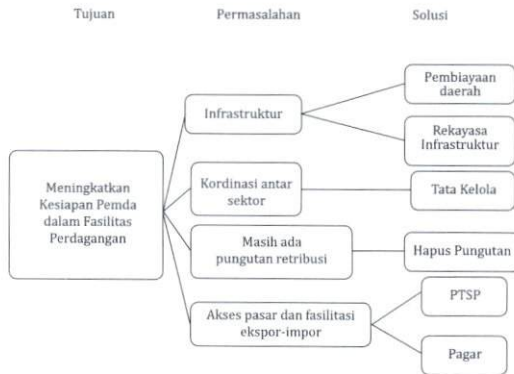 Tujuan Permasalahan Solusi
Meningkatkan
Kesiapan Pemda
dalam Fasilitas
Perdagangan
Infrastruktur
Pembiayaan
daerah
Rekayasa
Infrastruktur
Kordinasi antar
sektor
Tata Kelola
Masih ada
pungutan retribusi
Hapus Pungutan
Akses pasar dan fasilitasi
ekspor-impor
PTSP
Pagar